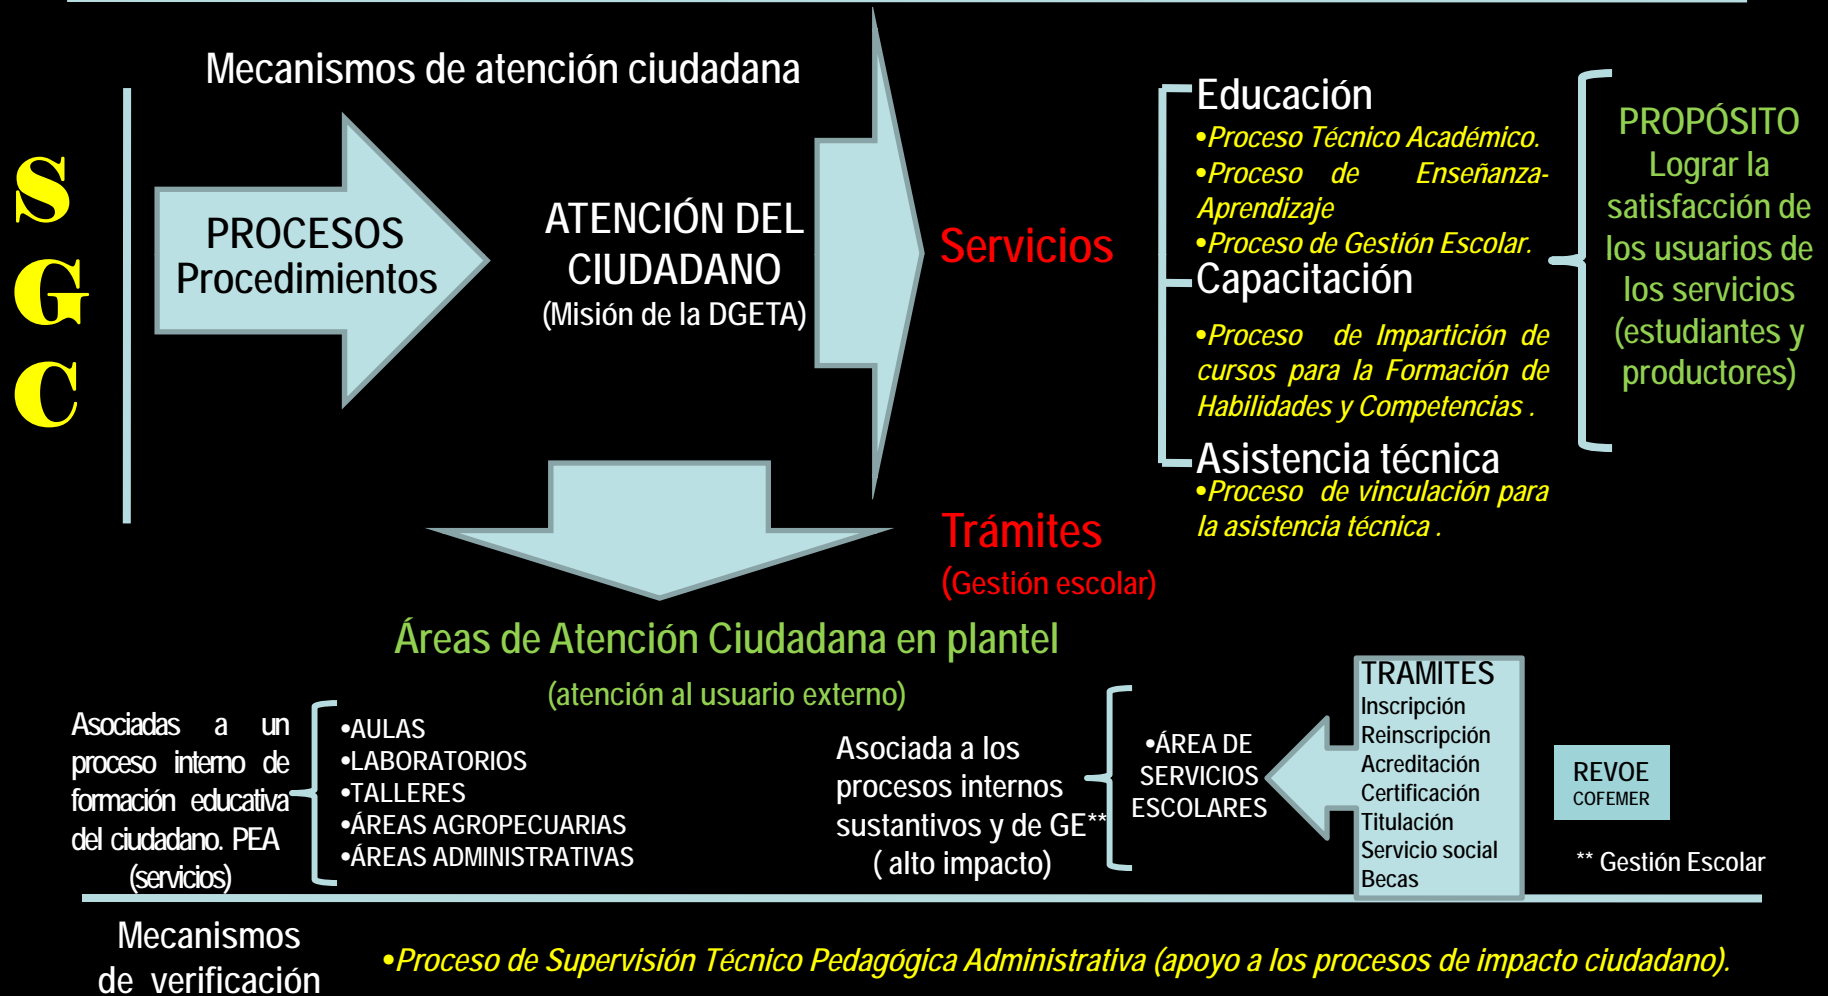 S
G
C
Mecanismos de atención ciudadana
PROCESOS
Procedimientos
ATENCIÓN DEL
CIUDADANO
(Misión de la DGETA)
Servicios
Educación
•Proceso Técnico Académico.
•Proceso de Enseñanza-
Aprendizaje
•Proceso de Gestión Escolar.
Capacitación
•Proceso de Impartición de
cursos para la Formación de
Habilidades y Competencias .
Asistencia técnica
•Proceso de vinculación para
la asistencia técnica .
PROPÓSITO
Lograr la
satisfacción de
los usuarios de
los servicios
(estudiantes y
productores)
Trámites
(Gestión escolar)
Áreas de Atención Ciudadana en plantel
(atención al usuario externo)
Asociadas a un
proceso interno de
formación educativa
del ciudadano. PEA
(servicios)
•AULAS
•LABORATORIOS
•TALLERES
•ÁREAS AGROPECUARIAS
•ÁREAS ADMINISTRATIVAS
Asociada a los
procesos internos
sustantivos y de GE**
( alto impacto)
•ÁREA DE
SERVICIOS
ESCOLARES
TRAMITES
Inscripción
Reinscripción
Acreditación
Certificación
Titulación
Servicio social
Becas
REVOE
COFEMER
** Gestión Escolar
Mecanismos
de verificación
•Proceso de Supervisión Técnico Pedagógica Administrativa (apoyo a los procesos de impacto ciudadano).